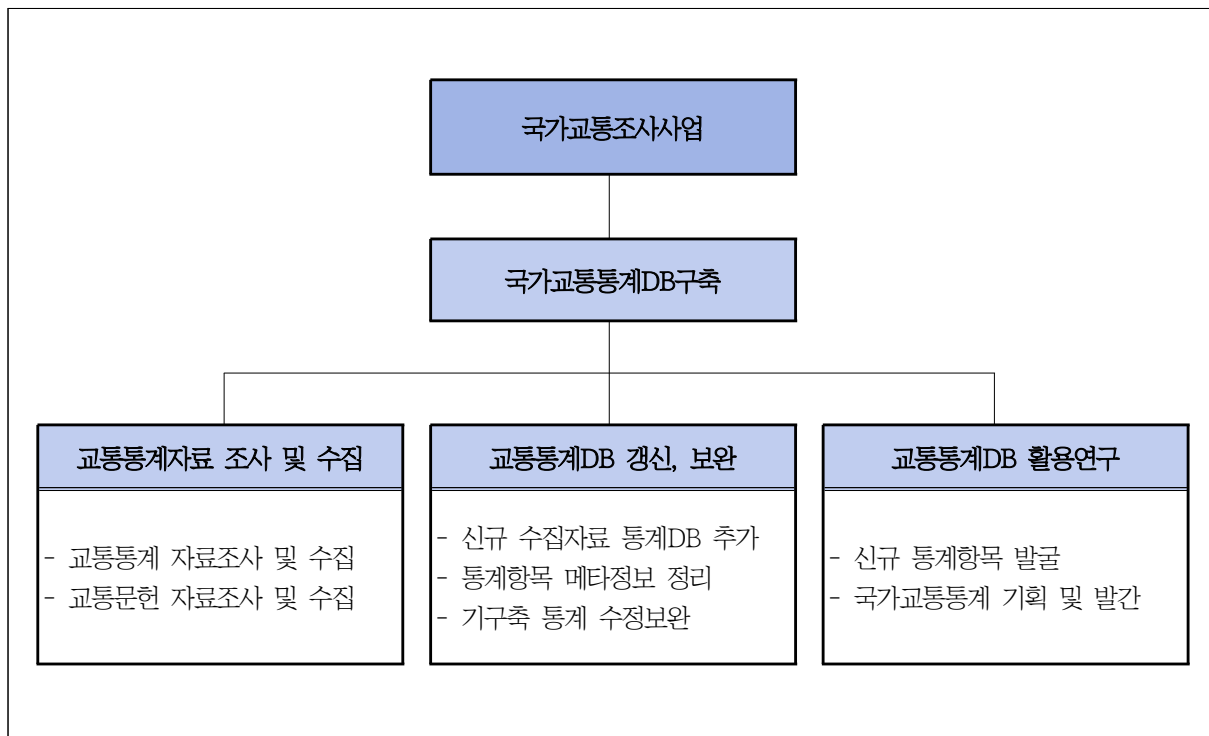 국가교통조사사업
국가교통통계DB구축
교통통계자료 조사 및 수집
- 교통통계 자료조사 및 수집
- 교통문헌 자료조사 및 수집
교통통계DB 갱신, 보완
- 신규 수집자료 통계DB 추가
- 통계항목 메타정보 정리
- 기구축 통계 수정보완
교통통계DB 활용연구
- 신규 통계항목 발굴
- 국가교통통계 기획 및 발간